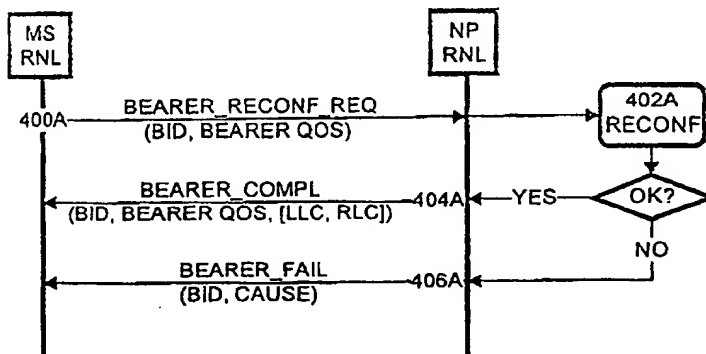 MS
RNL
NP
RNL
400A
BEARER_RECONF_REQ
(BID, BEARER QOS)
402A
RECONF
BEARER_COMPL
(BID, BEARER QOS, [LLC, RLC])
404A
YES
OK?
NO
BEARER_FAIL
(BID, CAUSE)
406A